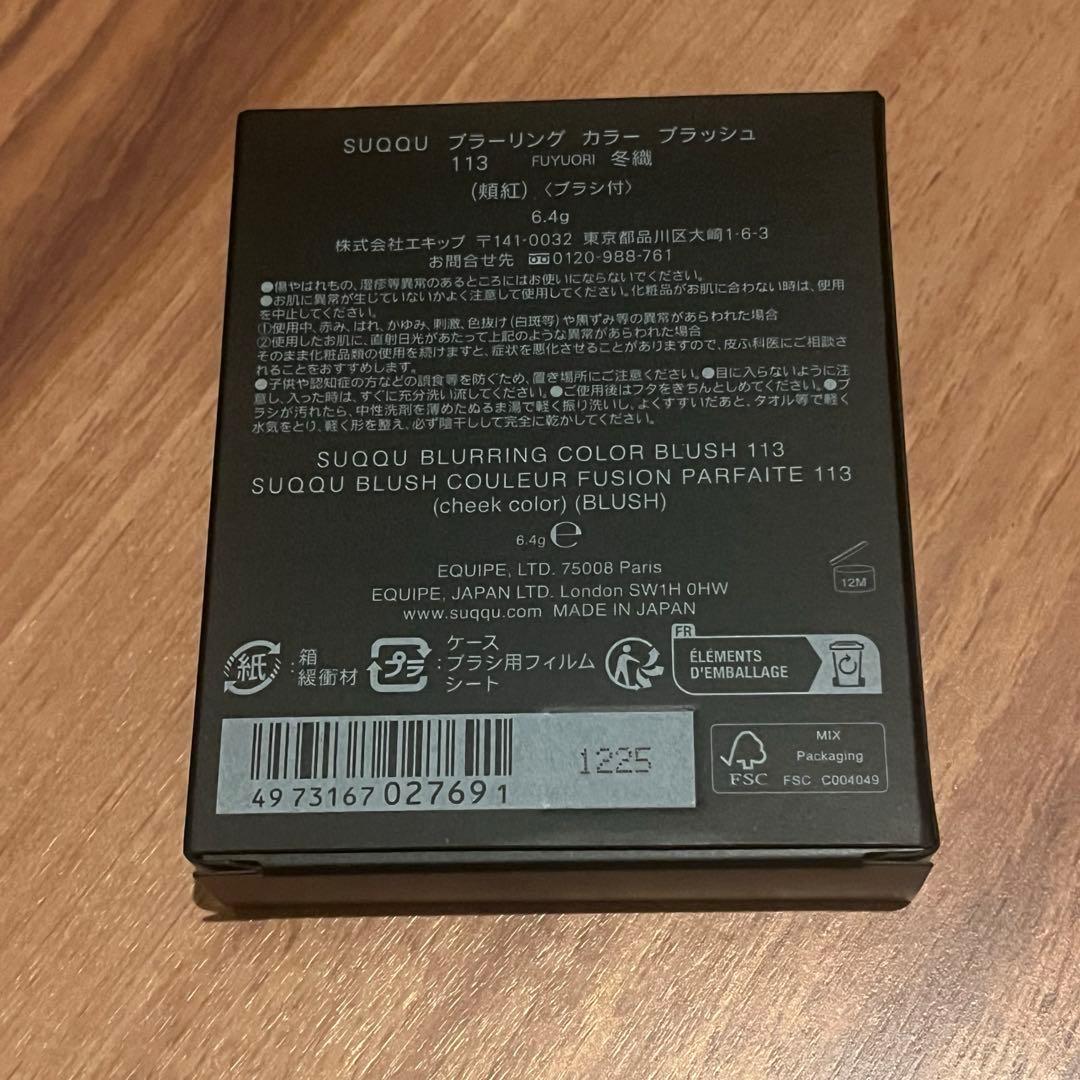 SUQQU ブラーリング カラー ブラッシュ
113 FUYUORI 冬織
(頬紅)〈ブラシ付〉
6.4g
株式会社エキップ 〒141-0032 東京都品川区大崎1-6-3
お問合せ先 0120-988-761
●傷やはれもの、湿疹等異常のあるところにはお使いにならないでください。
●お肌に異常が生じていないかよく注意して使用してください。化粧品がお肌に合わない時は、使用
を中止してください。
①使用中、赤み、はれ、かゆみ、刺激、色抜け(白斑等)や黒ずみ等の異常があらわれた場合
②使用したお肌に、直射日光があたって上記のような異常があらわれた場合
そのまま化粧品類の使用を続けますと、症状を悪化させることがありますので、皮ふ科医にご相談さ
れることをおすすめします。
●子供や認知症の方などの誤食等を防ぐため、置き場所にご注意ください。●目に入らないように注
意し、入った時は、すぐに充分洗い流してください。●ご使用後はフタをきちんとしめてください。●ブ
ラシが汚れたら、中性洗剤を薄めたぬるま湯で軽く振り洗いし、よくすすいだあと、タオル等で軽く
水気をとり、軽く形を整え、必ず陰干しして完全に乾かしてください。
SUQQU BLURRING COLOR BLUSH 113
SUQQU BLUSH COULEUR FUSION PARFAITE 113
(cheek color) (BLUSH)
6.4g ℮
EQUIPE, LTD. 75008 Paris
EQUIPE, JAPAN LTD. London SW1H 0HW
www.suqqu.com MADE IN JAPAN
12M
紙 : 箱
緩衝材
プラ : ケース
ブラシ用フィルム
シート
FR
ÉLÉMENTS
D'EMBALLAGE
4973167027691
1225
FSC
MIX
Packaging
FSC C004049